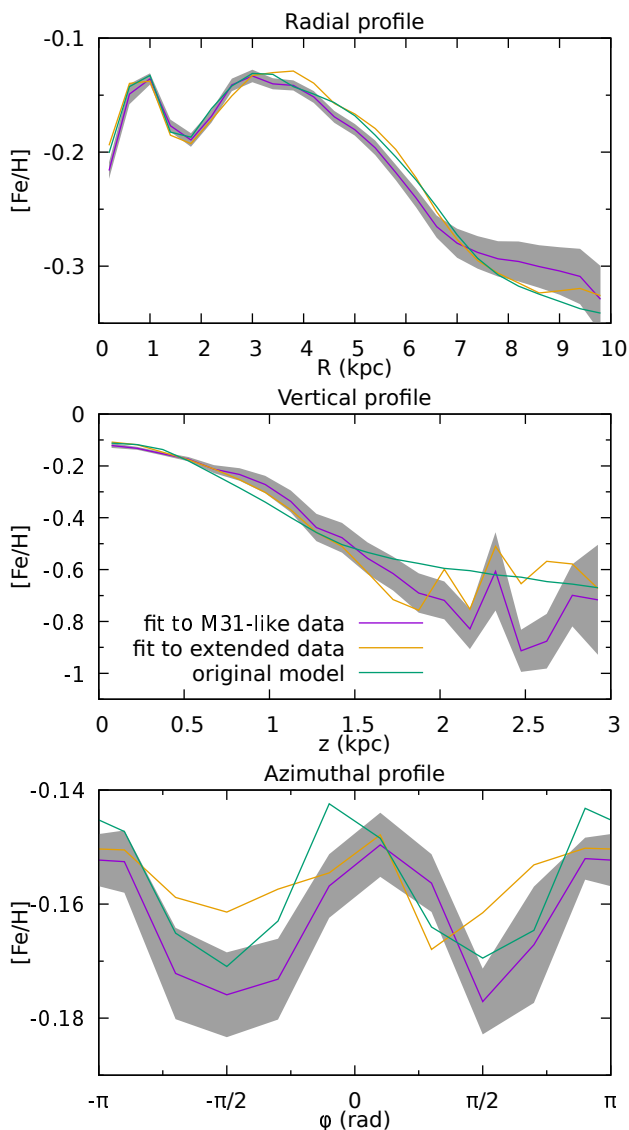 Radial profile
-0.1
-0.2
-0.3
[Fe/H]
0 1 2 3 4 5 6 7 8 9 10
R (kpc)
Vertical profile
0
-0.2
-0.4
-0.6
-0.8
-1
[Fe/H]
fit to M31-like data
fit to extended data
original model
0 0.5 1 1.5 2 2.5 3
z (kpc)
Azimuthal profile
-0.14
-0.16
-0.18
[Fe/H]
-π -π/2 0 π/2 π
φ (rad)